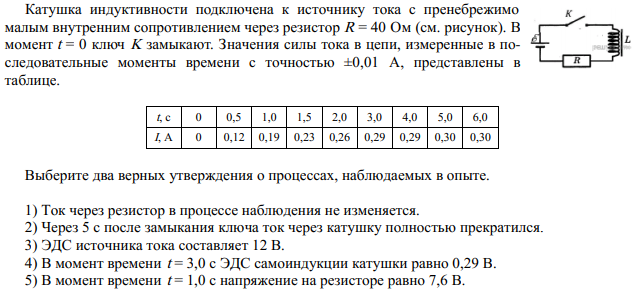 Катушка индуктивности подключена к источнику тока с пренебрежимо
малым внутренним сопротивлением через резистор R = 40 Ом (см. рисунок). В
момент t = 0 ключ K замыкают. Значения силы тока в цепи, измеренные в по-
следовательные моменты времени с точностью ±0,01 А, представлены в
таблице.
K
L
R
t, с 0 0,5 1,0 1,5 2,0 3,0 4,0 5,0 6,0
I, А 0 0,12 0,19 0,23 0,26 0,29 0,29 0,30 0,30
Выберите два верных утверждения о процессах, наблюдаемых в опыте.
1) Ток через резистор в процессе наблюдения не изменяется.
2) Через 5 с после замыкания ключа ток через катушку полностью прекратился.
3) ЭДС источника тока составляет 12 В.
4) В момент времени t = 3,0 с ЭДС самоиндукции катушки равно 0,29 В.
5) В момент времени t = 1,0 с напряжение на резисторе равно 7,6 В.